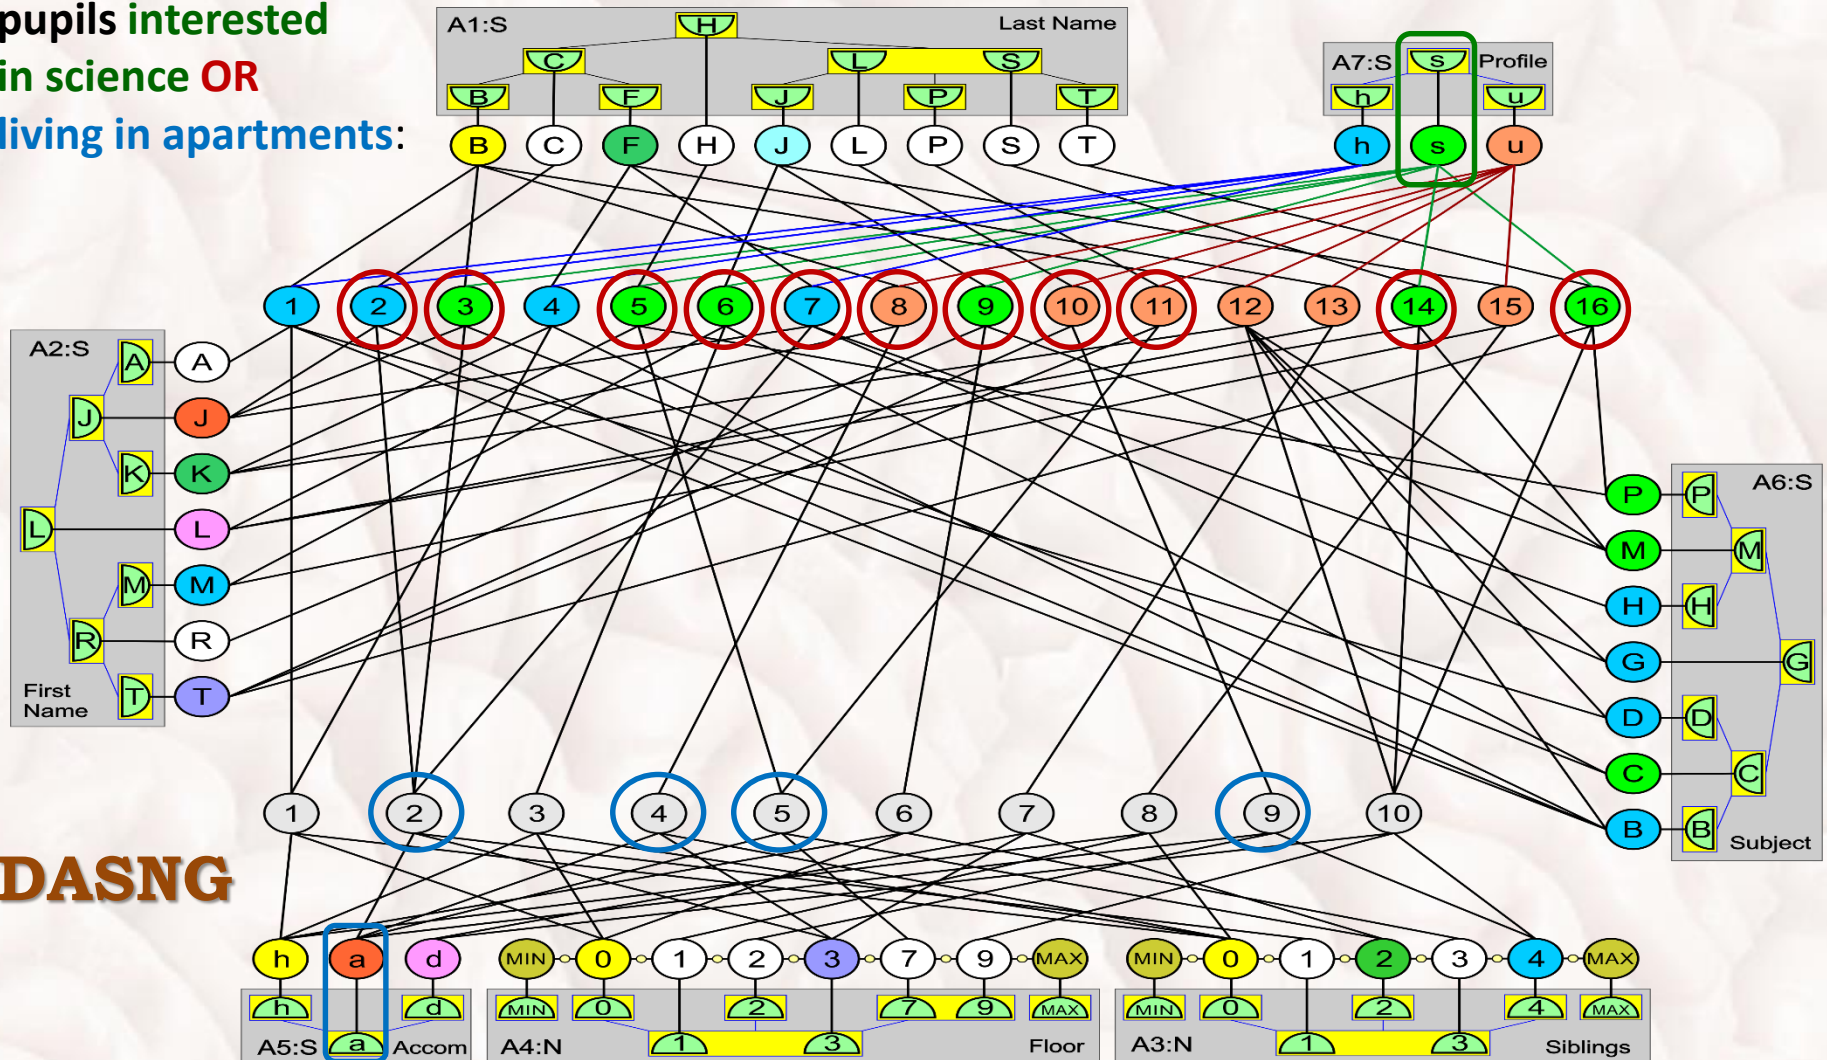 pupils interested
in science OR
living in apartments:
A1:S H Last Name
C L S
B F J P T
B C F H J L P S T
A7:S s Profile
h u
h s u
1 2 3 4 5 6 7 8 9 10 11 12 13 14 15 16
A2:S A A
J J
K K
L L
M M
R R
T T
First
Name
A6:S
P P
M M
H H
G G
D D
C C
B B
Subject
1 2 3 4 5 6 7 8 9 10
DASNG
h a d
h d
A5:S a Accom
MIN 0 1 2 3 7 9 MAX
MIN 0 2 7 9 MAX
A4:N 1 3 Floor
MIN 0 1 2 3 4 MAX
MIN 0 2 4 MAX
A3:N 1 3 Siblings